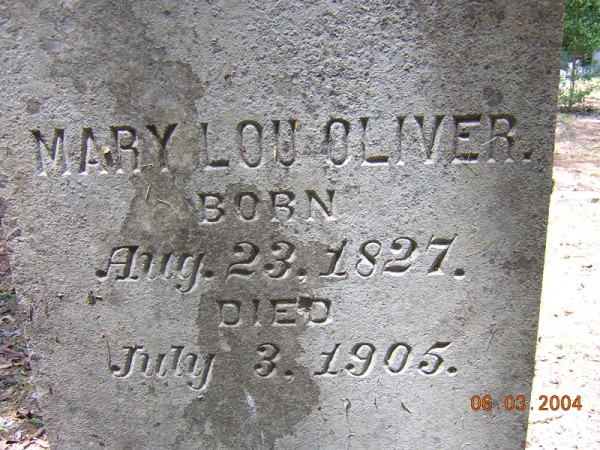 MARY LOU OLIVER.
BORN
Aug. 23, 1827.
DIED
July 3, 1905.
06.03.2004